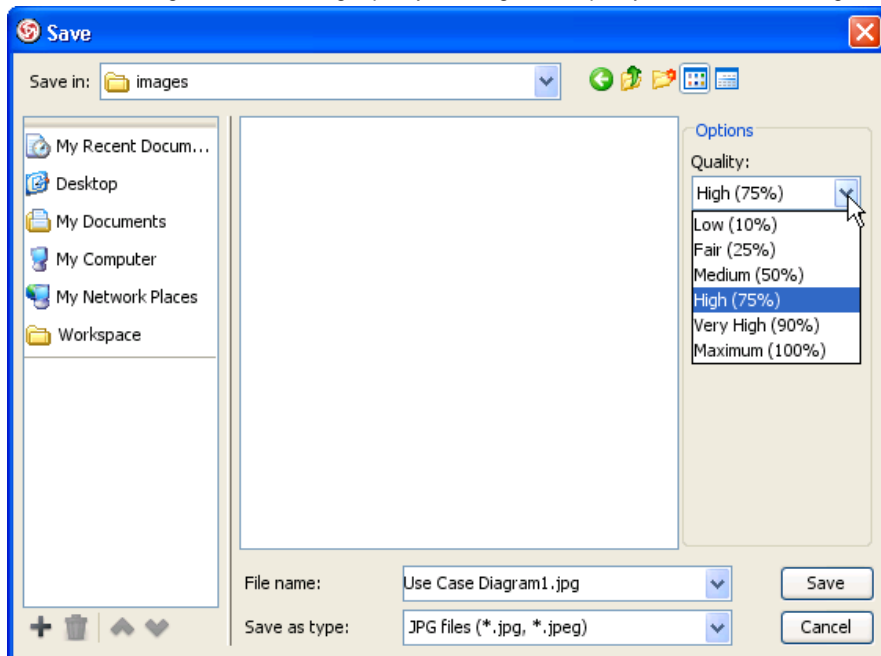 Save
Save in: images
My Recent Docum...
Desktop
My Documents
My Computer
My Network Places
Workspace
Options
Quality:
High (75%)
Low (10%)
Fair (25%)
Medium (50%)
High (75%)
Very High (90%)
Maximum (100%)
File name: Use Case Diagram1.jpg Save
Save as type: JPG files (*.jpg, *.jpeg) Cancel